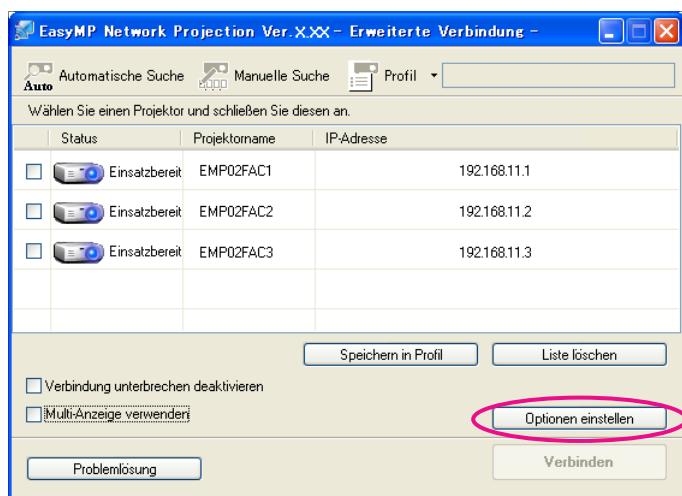 EasyMP Network Projection Ver.X.XX - Erweiterte Verbindung -
Auto Automatische Suche Manuelle Suche Profil
Wählen Sie einen Projektor und schließen Sie diesen an.
Status Projektorname IP-Adresse
Einsatzbereit EMP02FAC1 192.168.11.1
Einsatzbereit EMP02FAC2 192.168.11.2
Einsatzbereit EMP02FAC3 192.168.11.3
Speichern in Profil Liste löschen
Verbindung unterbrechen deaktivieren
Multi-Anzeige verwenden
Optionen einstellen
Problemlösung Verbinden